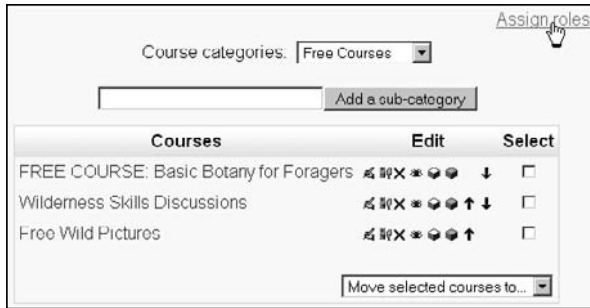 Assign roles
Course categories: Free Courses
Add a sub-category
Courses Edit Select
FREE COURSE: Basic Botany for Foragers
Wilderness Skills Discussions
Free Wild Pictures
Move selected courses to...